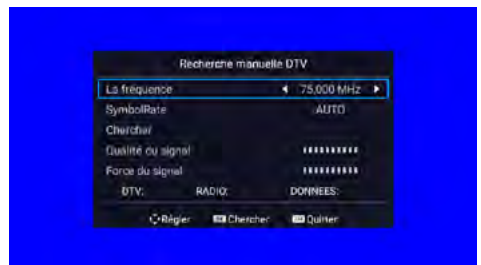 Recherche manuelle DTV
La fréquence 75,000 MHz
SymbolRate AUTO
Chercher
Qualité du signal
Force du signal
DTV: RADIO: DONNEES:
Régler Chercher Quitter